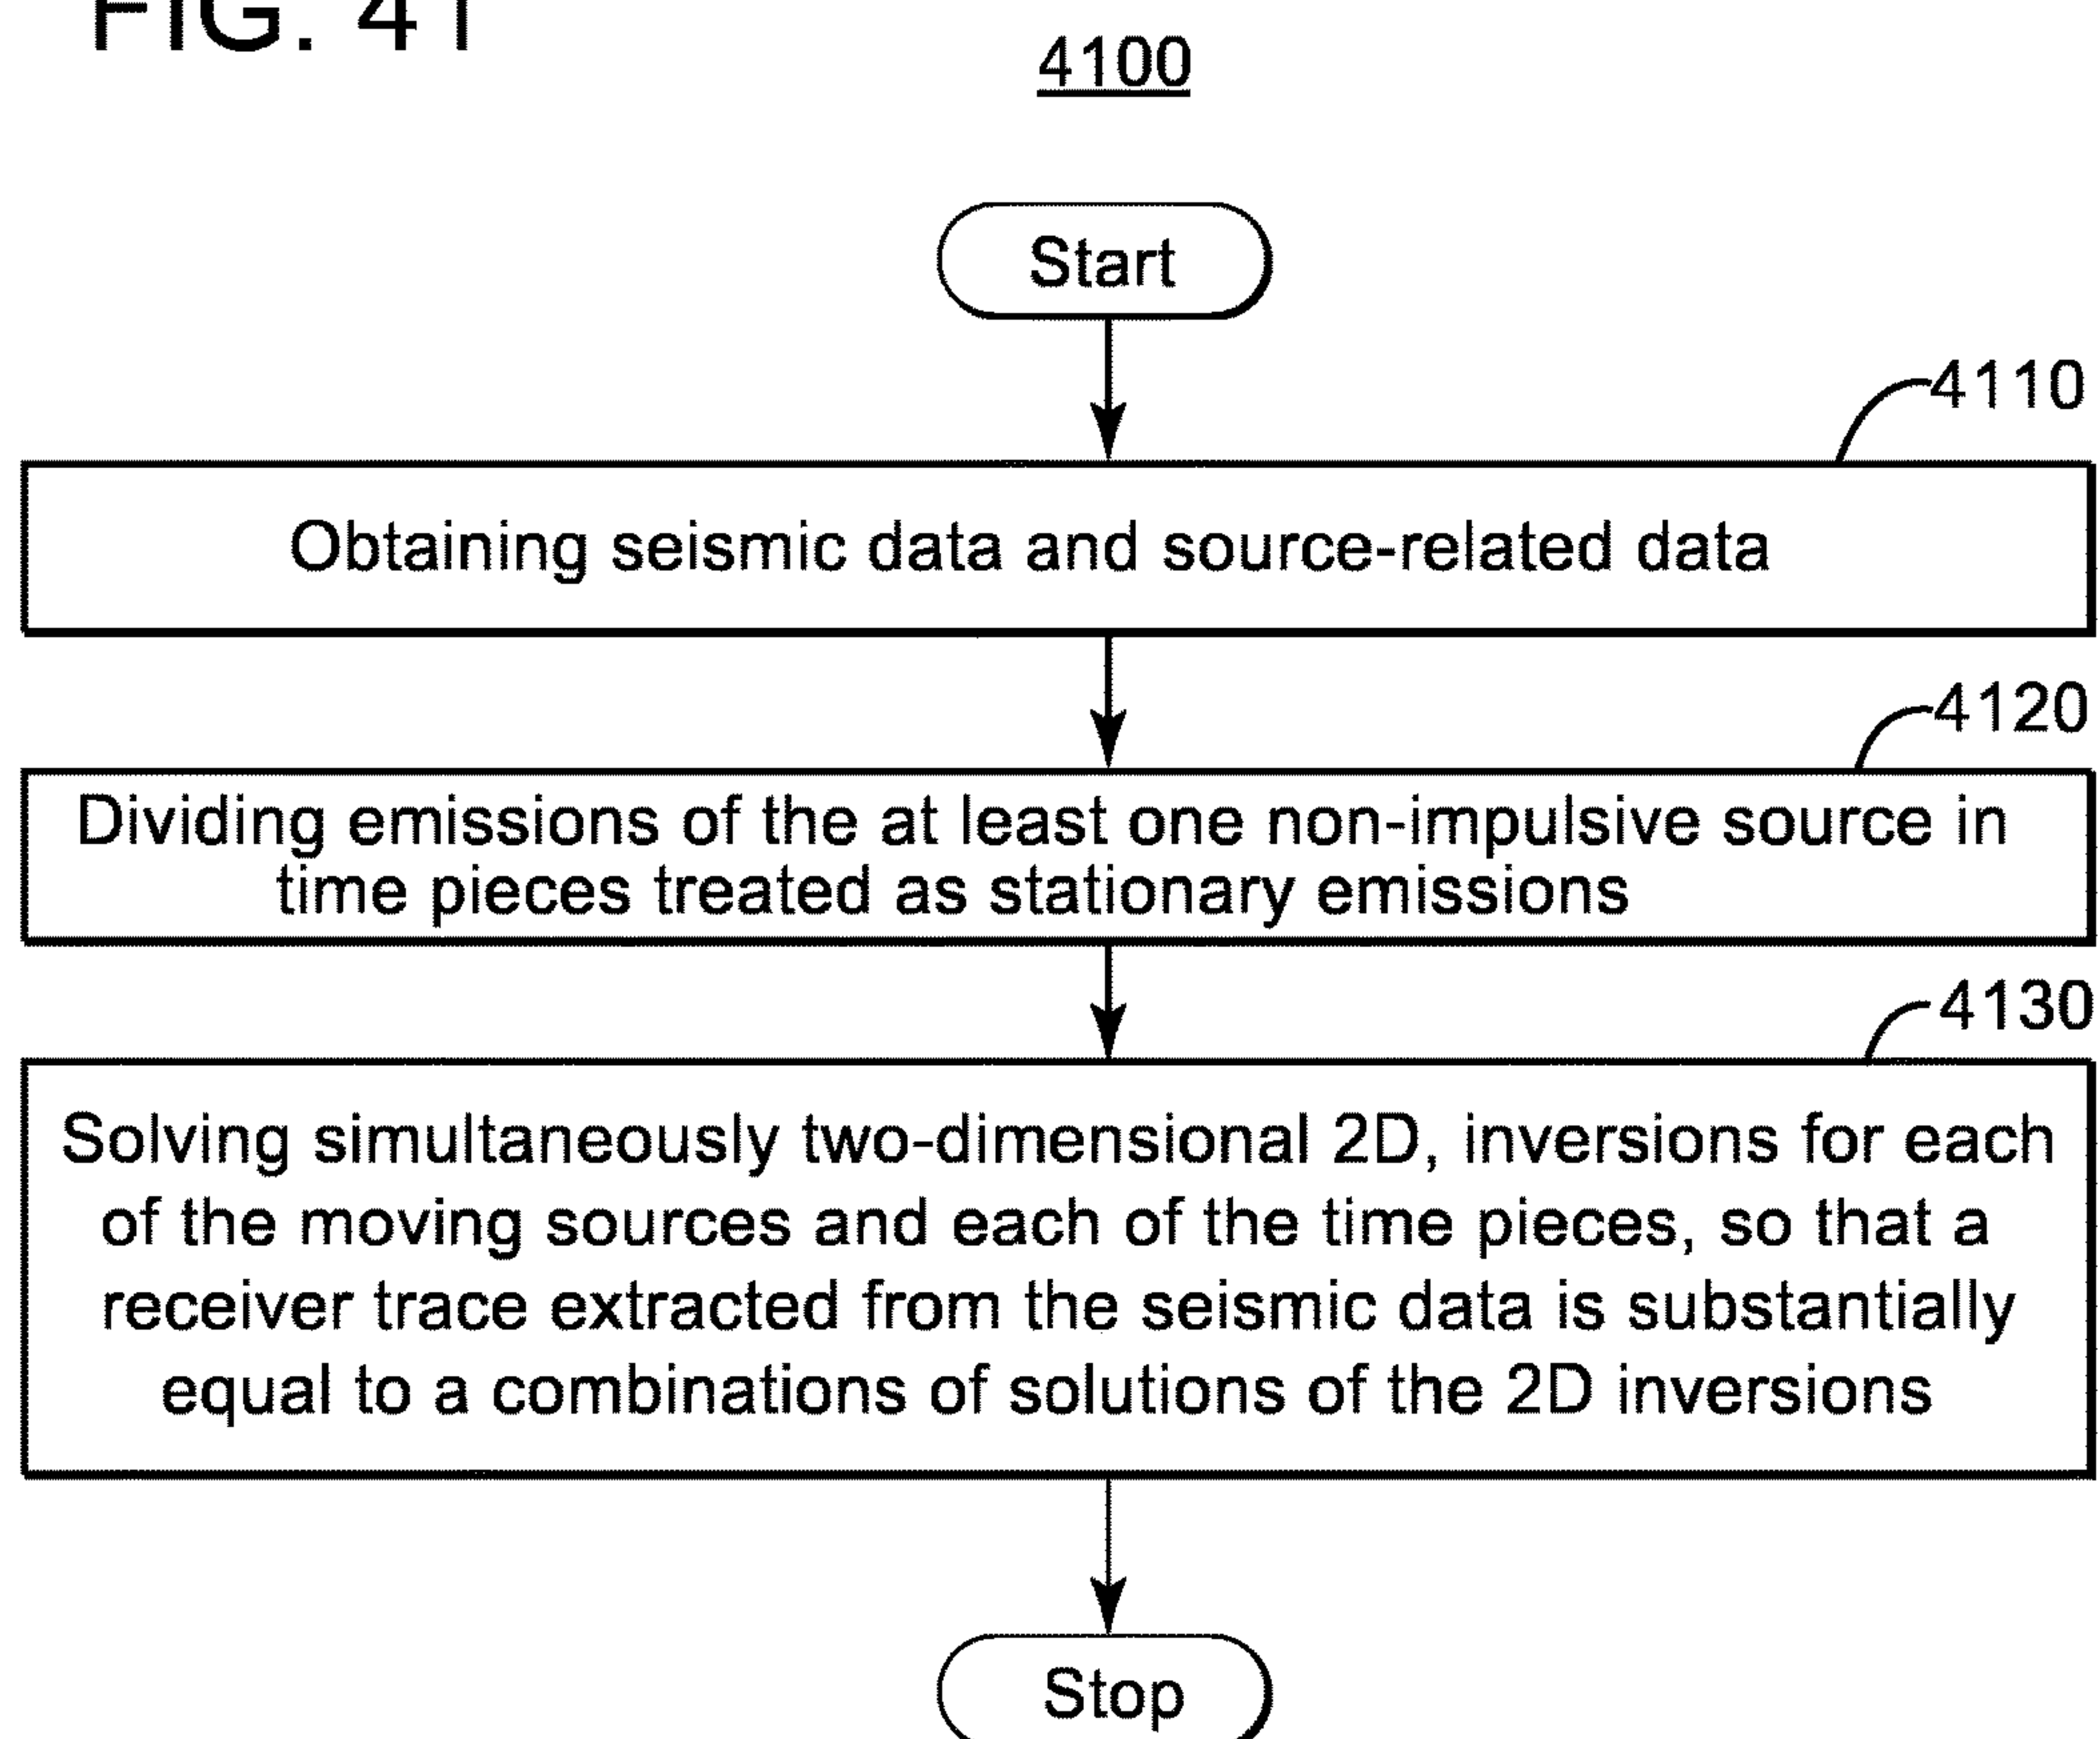 FIG. 41
4100
Start
4110
Obtaining seismic data and source-related data
4120
Dividing emissions of the at least one non-impulsive source in
time pieces treated as stationary emissions
4130
Solving simultaneously two-dimensional 2D, inversions for each
of the moving sources and each of the time pieces, so that a
receiver trace extracted from the seismic data is substantially
equal to a combinations of solutions of the 2D inversions
Stop